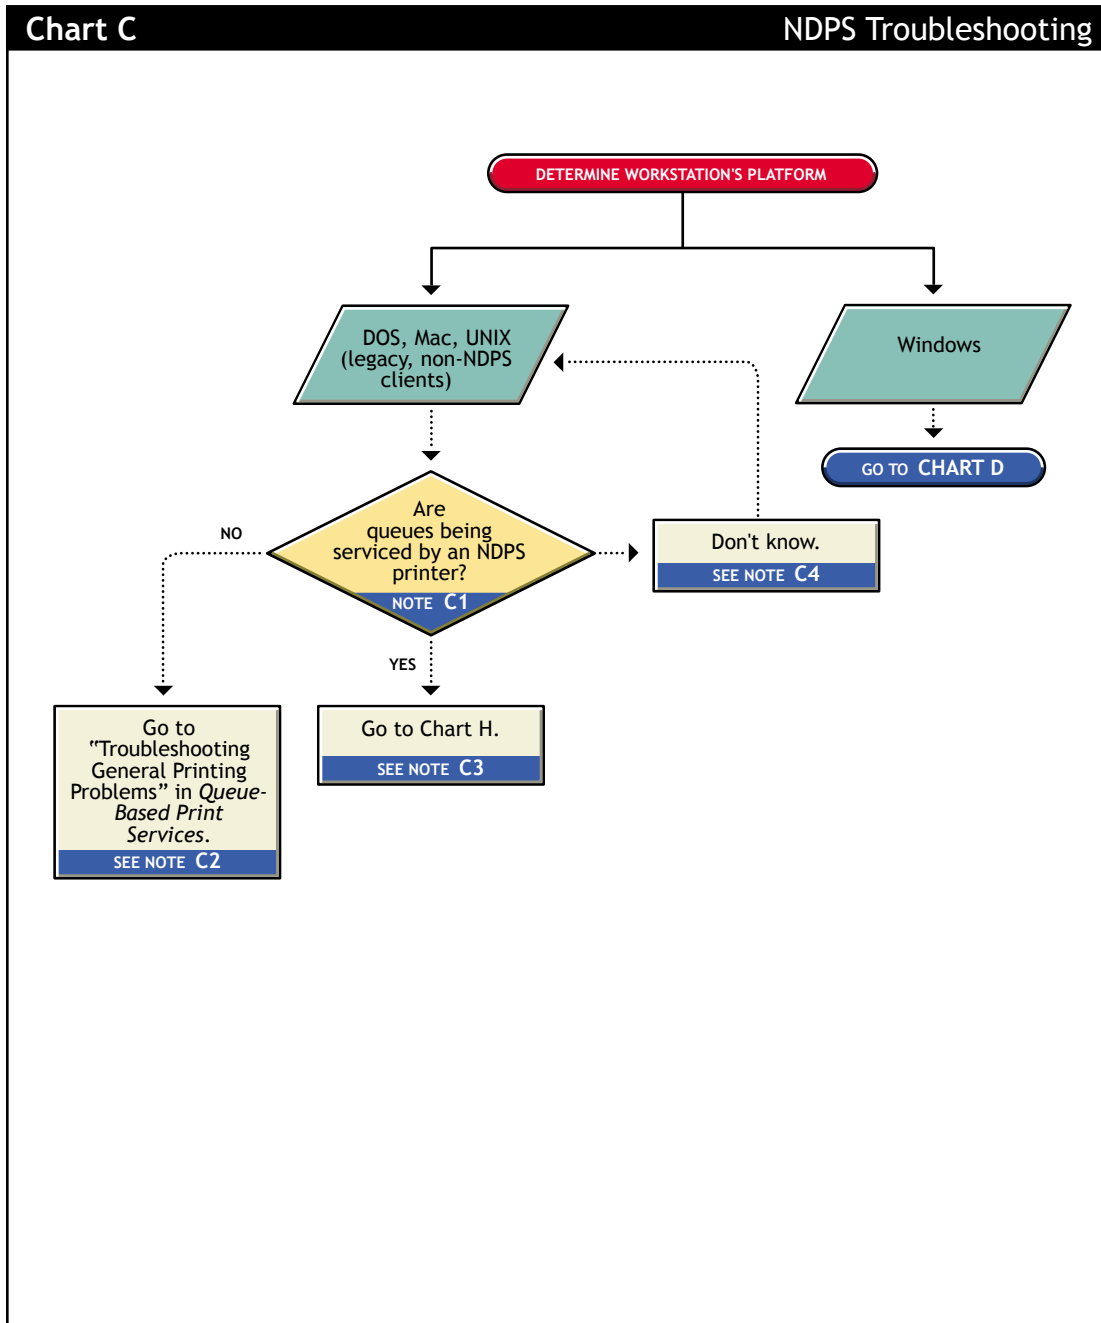 Chart C
NDPS Troubleshooting
DETERMINE WORKSTATION'S PLATFORM
DOS, Mac, UNIX
(legacy, non-NDPS
clients)
Windows
GO TO CHART D
Are
queues being
serviced by an NDPS
printer?
NOTE C1
NO
Don't know.
SEE NOTE C4
YES
Go to
“Troubleshooting
General Printing
Problems” in Queue-
Based Print
Services.
SEE NOTE C2
Go to Chart H.
SEE NOTE C3